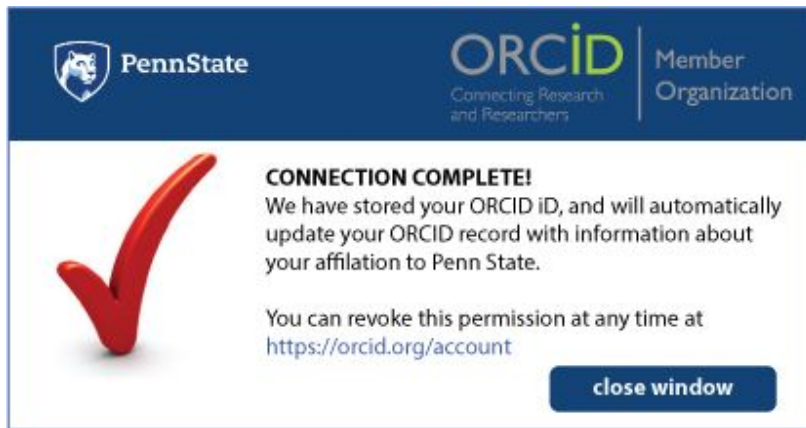 PennState
ORCiD
Connecting Research
and Researchers
Member
Organization
CONNECTION COMPLETE!
We have stored your ORCID iD, and will automatically
update your ORCID record with information about
your affilation to Penn State.
You can revoke this permission at any time at
https://orcid.org/account
close window